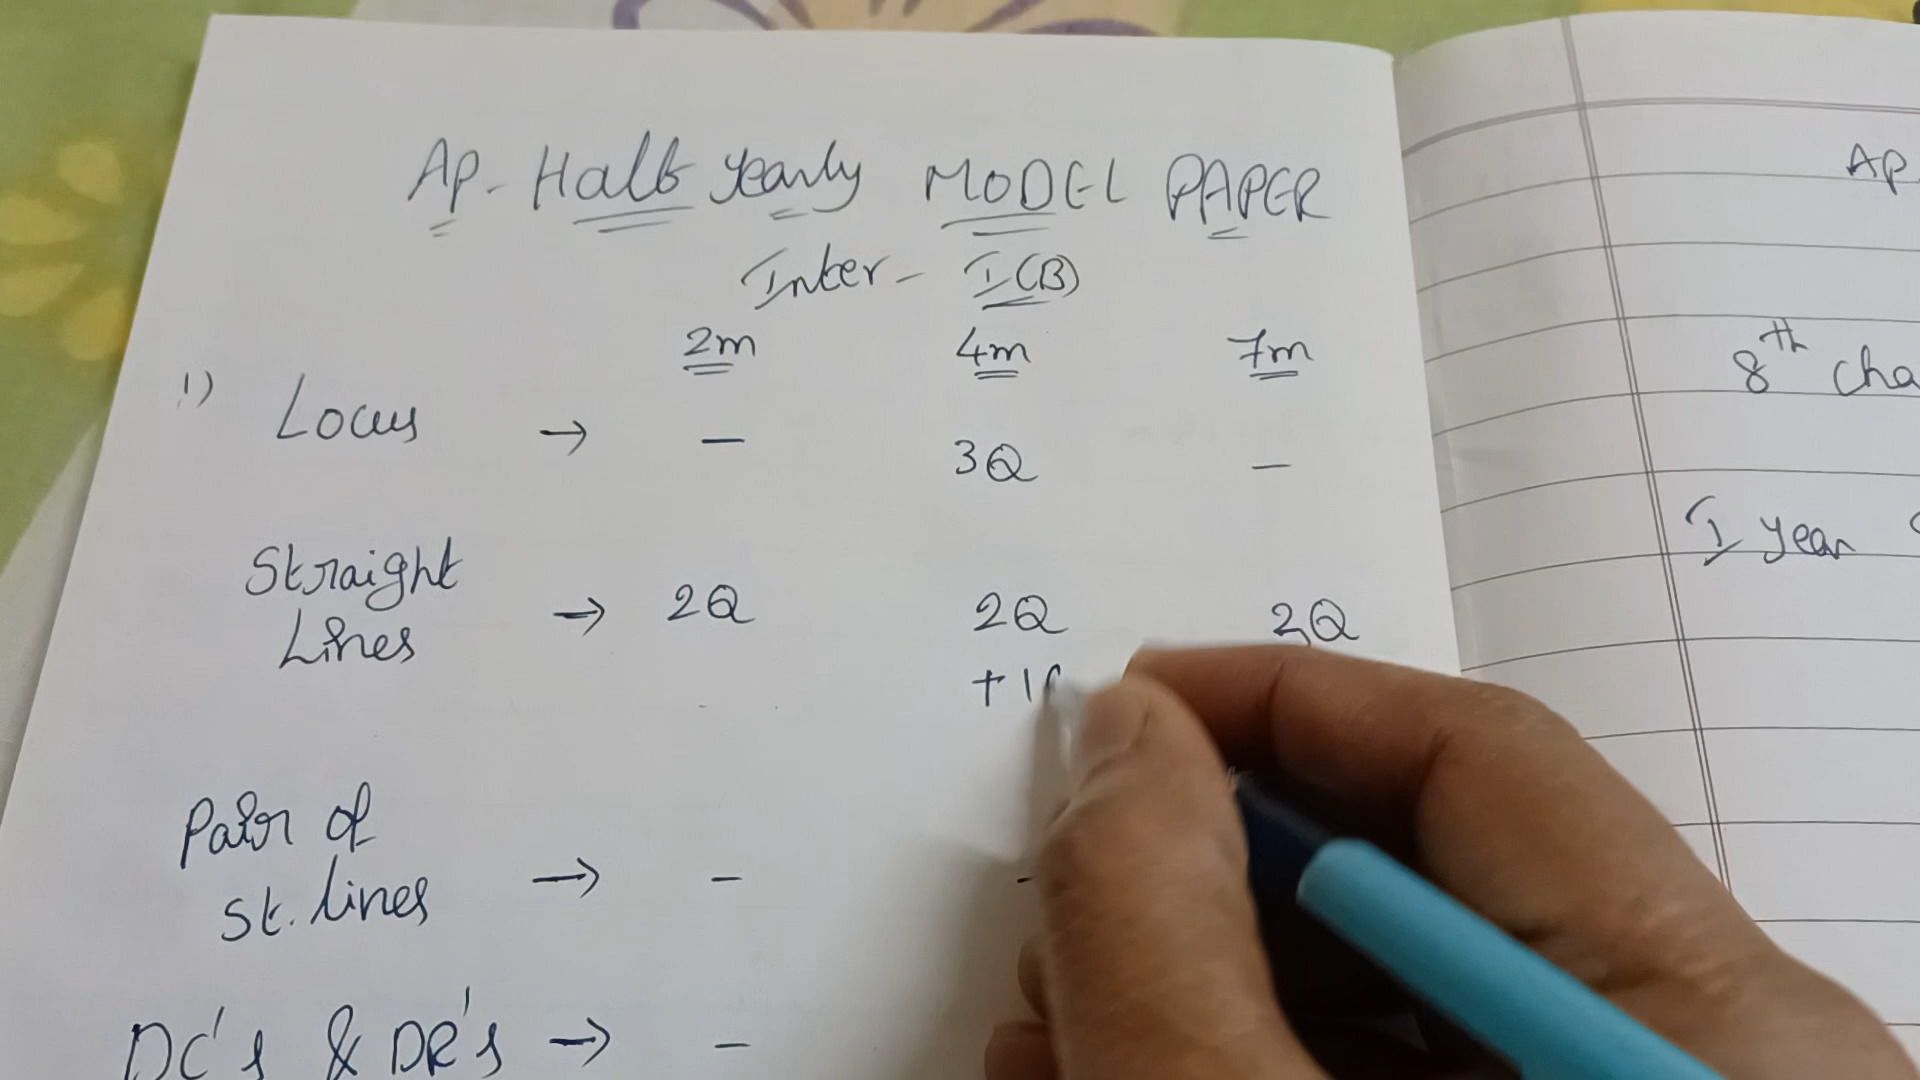 AP- Half Yearly MODEL PAPER
Inter - I(B)
2m 4m 7m
1) Locus → - 3Q -
Straight
Lines → 2Q 2Q 2Q
+1Q
Pair of
St. lines → - -
DC's & DR's → -
AP
8th Cha
I year